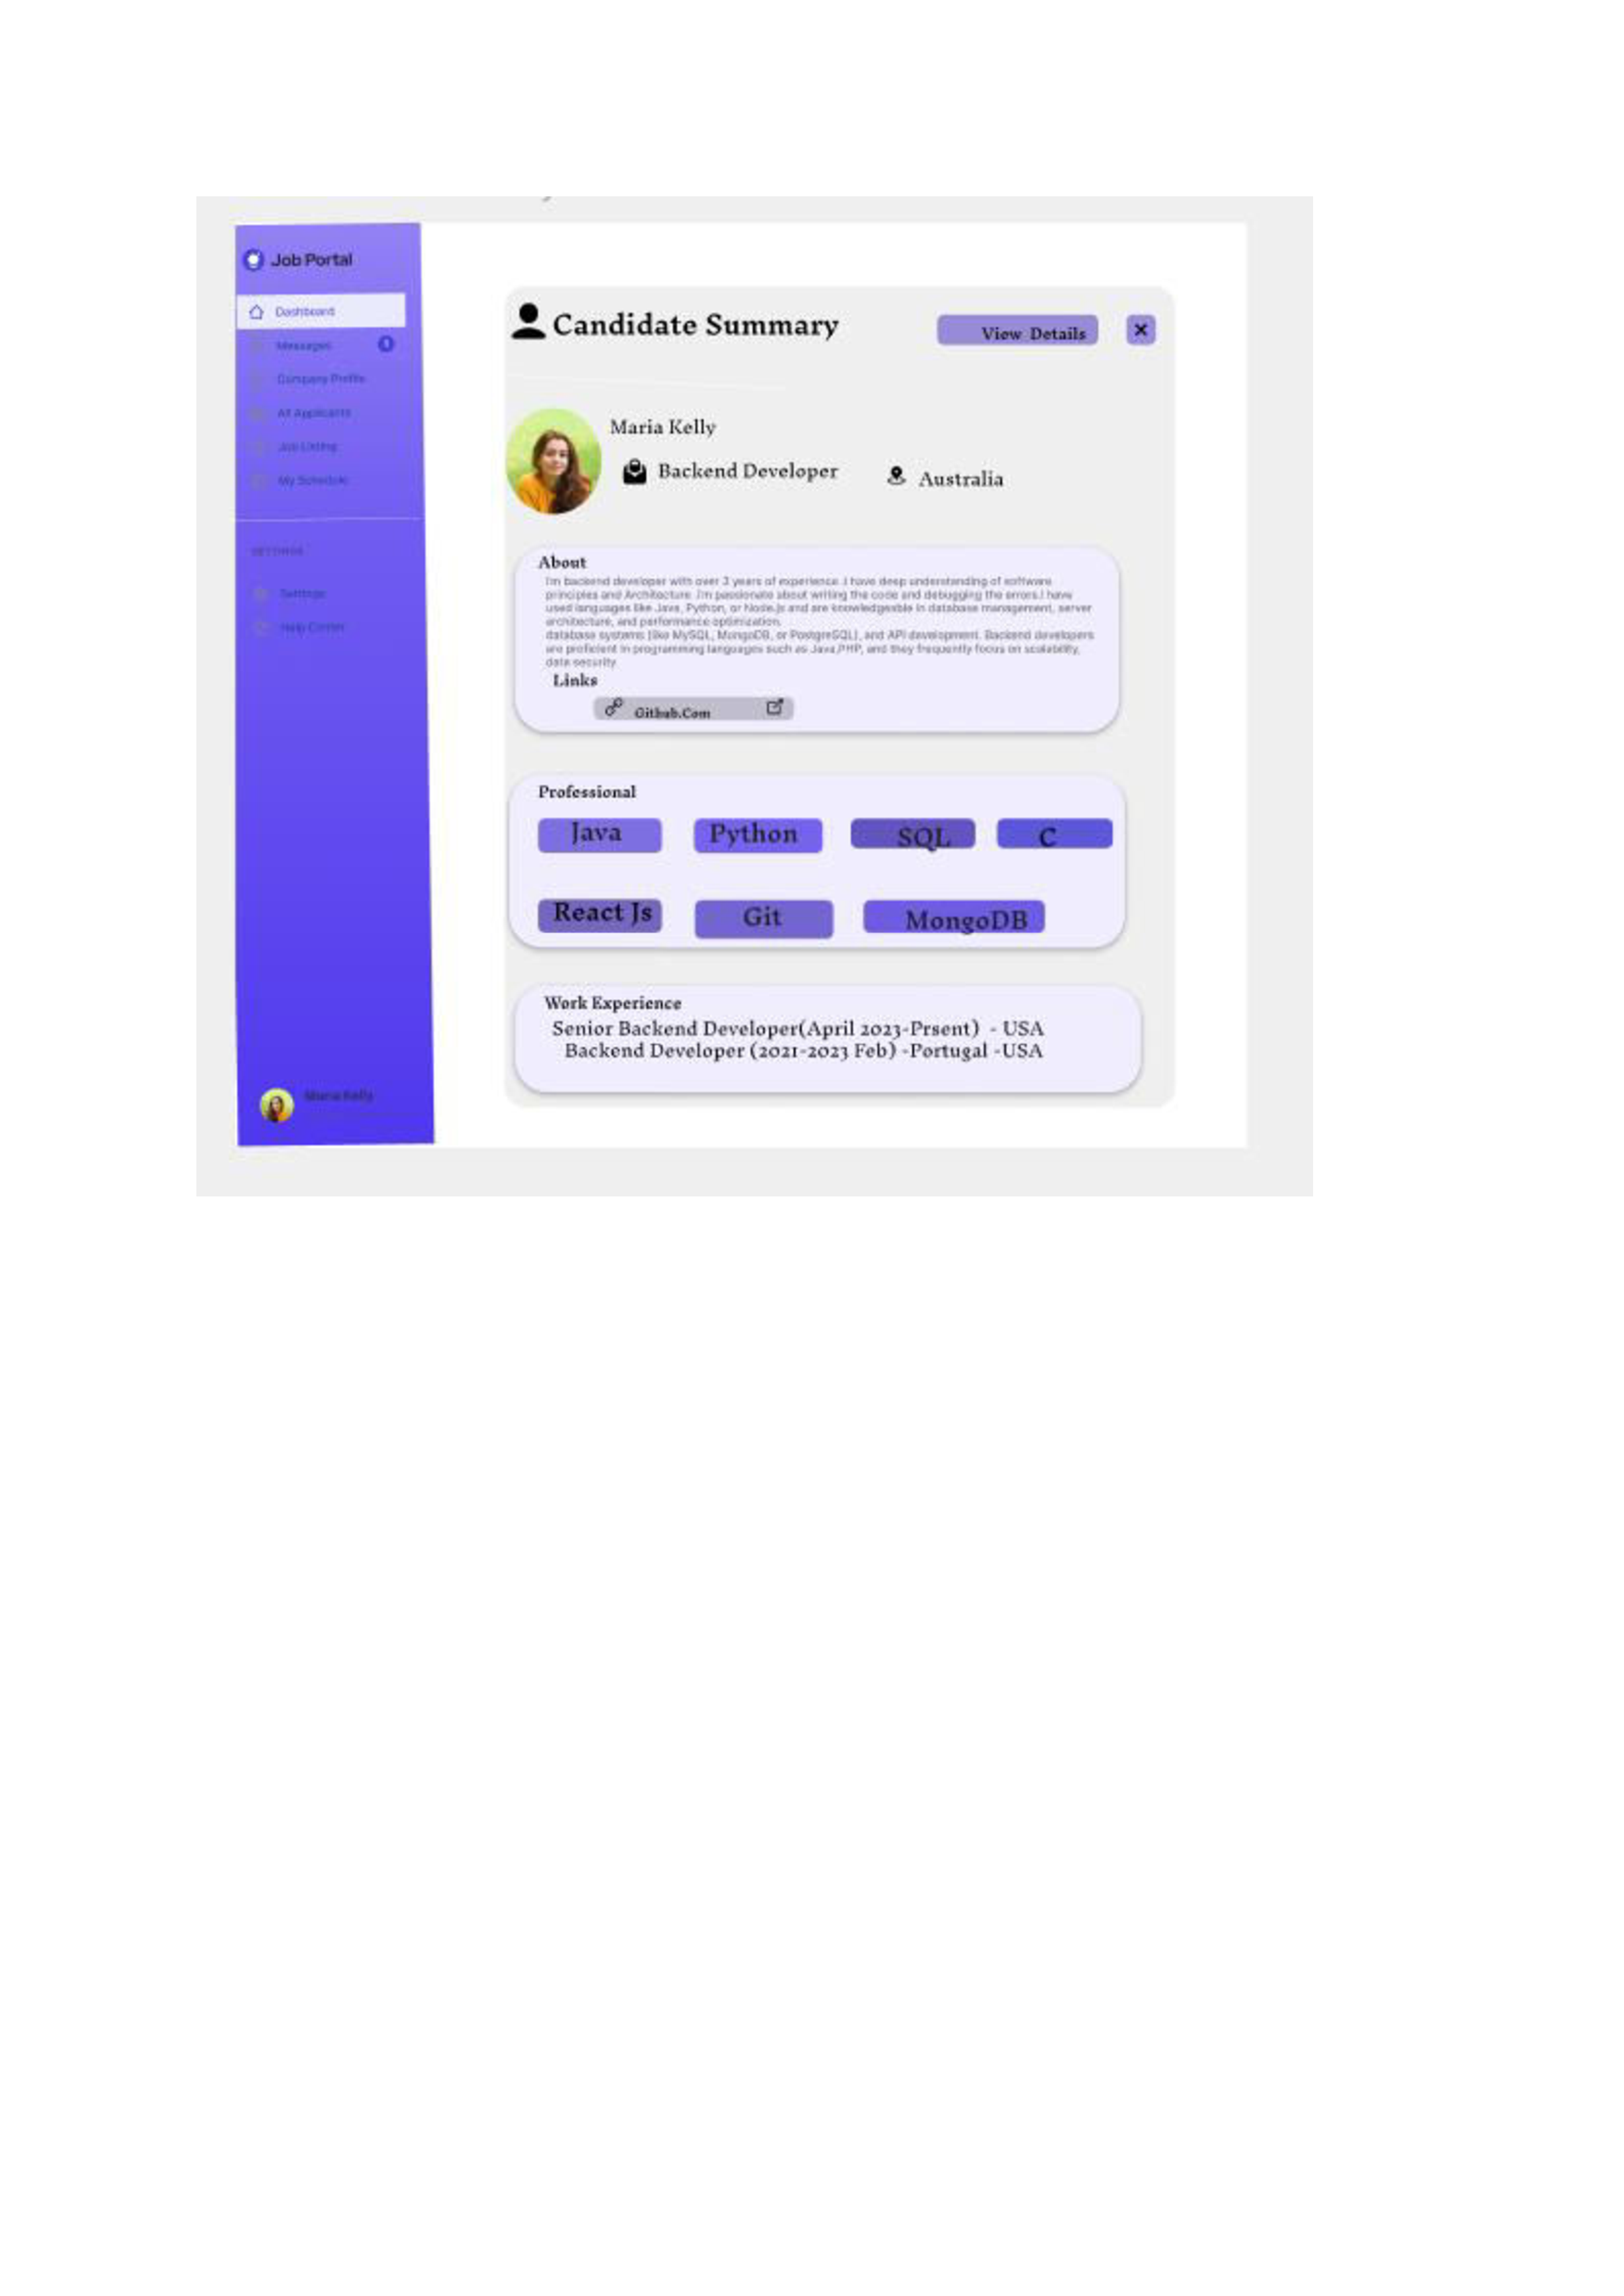 Job Portal
Dashboard
Messages
Company Profile
All Applicants
Job Listing
My Schedule
SETTINGS
Settings
Help Center
Maria Kelly
Candidate Summary
View Details
Maria Kelly
Backend Developer
Australia
About
I'm backend developer with over 3 years of experience .I have deep understanding of software
principles and Architecture. I'm passionate about writing the code and debugging the errors.I have
used languages like Java, Python, or Node.js and are knowledgeable in database management, server
architecture, and performance optimization.
database systems (like MySQL, MongoDB, or PostgreSQL), and API development. Backend developers
are proficient in programming languages such as Java,PHP, and they frequently focus on scalability,
data security
Links
Github.Com
Professional
Java
Python
SQL
C
React Js
Git
MongoDB
Work Experience
Senior Backend Developer(April 2023-Prsent) - USA
Backend Developer (2021-2023 Feb) -Portugal -USA